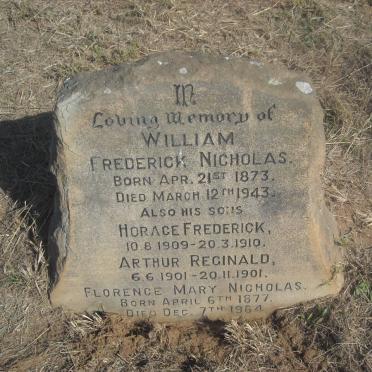 In
Loving Memory of
WILLIAM
FREDERICK NICHOLAS.
BORN APR. 21ST 1873.
DIED MARCH 12TH 1943.
ALSO HIS SONS
HORACE FREDERICK,
10.8.1909-20.3.1910.
ARTHUR REGINALD,
6.6.1901-20.11.1901.
FLORENCE MARY NICHOLAS.
BORN APRIL 6TH 1877.
DIED DEC. 7TH 1964.